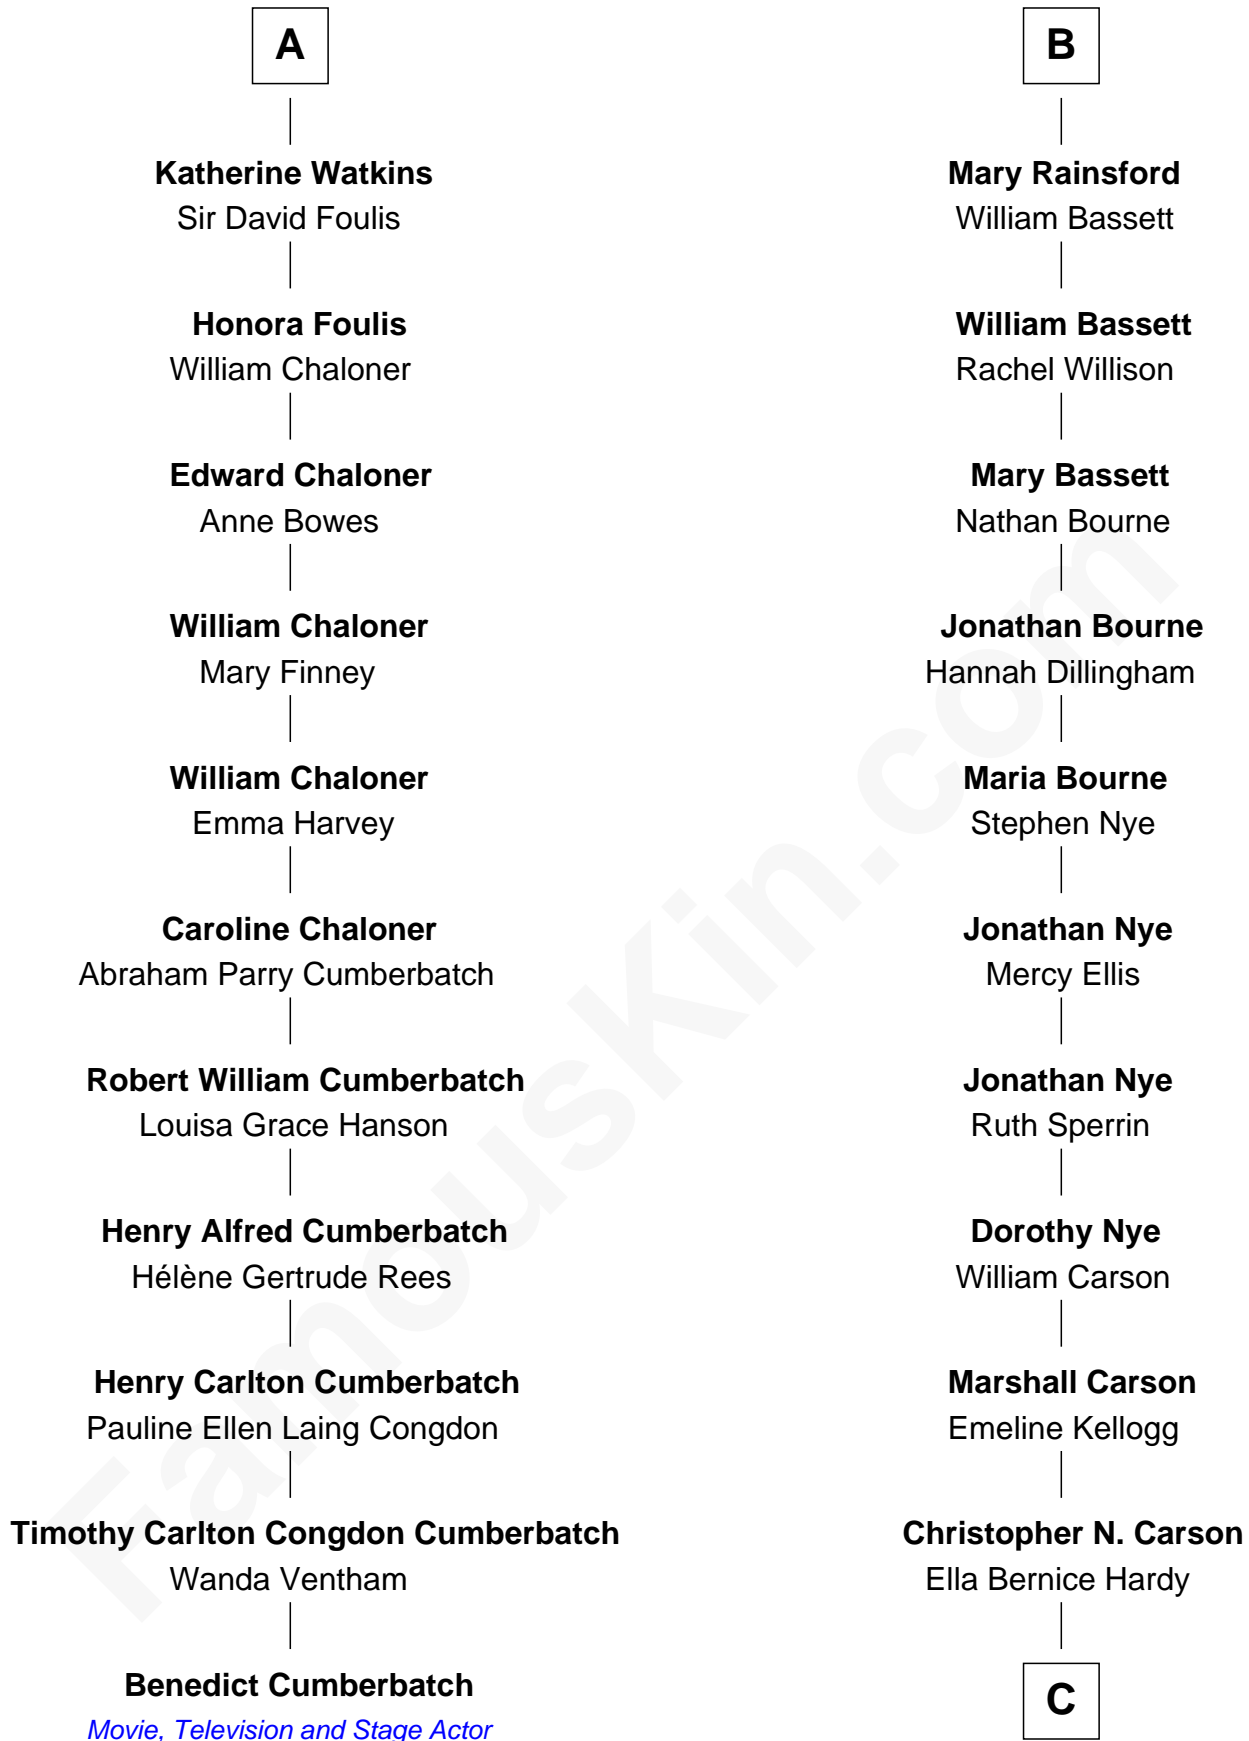 A
Katherine Watkins
Sir David Foulis
Honora Foulis
William Chaloner
Edward Chaloner
Anne Bowes
William Chaloner
Mary Finney
William Chaloner
Emma Harvey
Caroline Chaloner
Abraham Parry Cumberbatch
Robert William Cumberbatch
Louisa Grace Hanson
Henry Alfred Cumberbatch
Hélène Gertrude Rees
Henry Carlton Cumberbatch
Pauline Ellen Laing Congdon
Timothy Carlton Congdon Cumberbatch
Wanda Ventham
Benedict Cumberbatch
Movie, Television and Stage Actor
B
Mary Rainsford
William Bassett
William Bassett
Rachel Willison
Mary Bassett
Nathan Bourne
Jonathan Bourne
Hannah Dillingham
Maria Bourne
Stephen Nye
Jonathan Nye
Mercy Ellis
Jonathan Nye
Ruth Sperrin
Dorothy Nye
William Carson
Marshall Carson
Emeline Kellogg
Christopher N. Carson
Ella Bernice Hardy
C
FamousKin.com